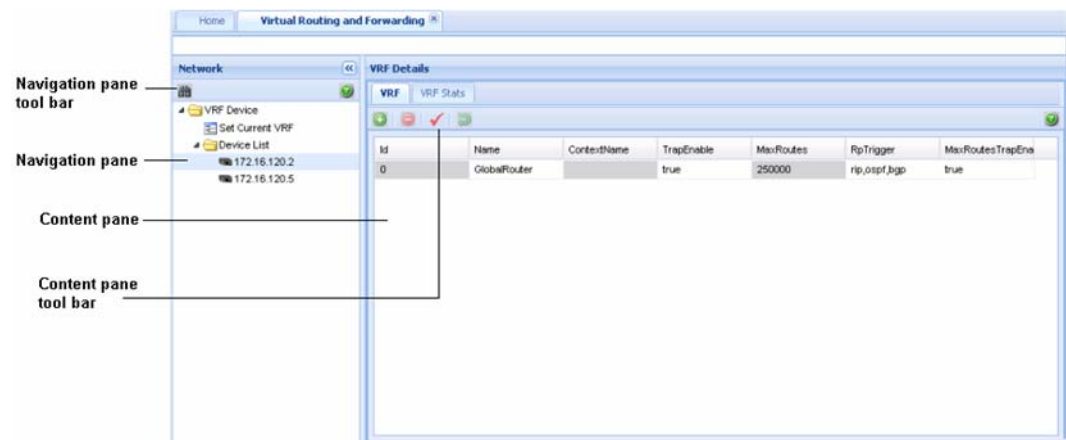 Home
Virtual Routing and Forwarding
Network
VRF Details
Navigation pane
tool bar
VRF
VRF Stats
VRF Device
Set Current VRF
Device List
Navigation pane
172.16.120.2
172.16.120.5
Id Name ContextName TrapEnable MaxRoutes RpTrigger MaxRoutesTrapEna
0 GlobalRouter true 250000 rip,ospf,bgp true
Content pane
Content pane
tool bar